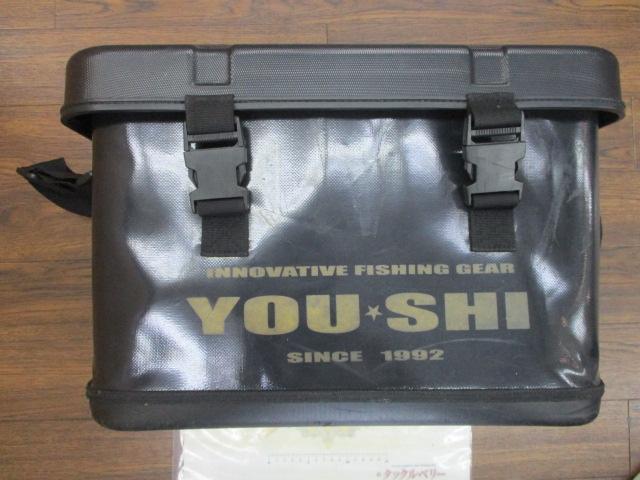 INNOVATIVE FISHING GEAR
YOU★SHI
SINCE 1992
タックルベリー